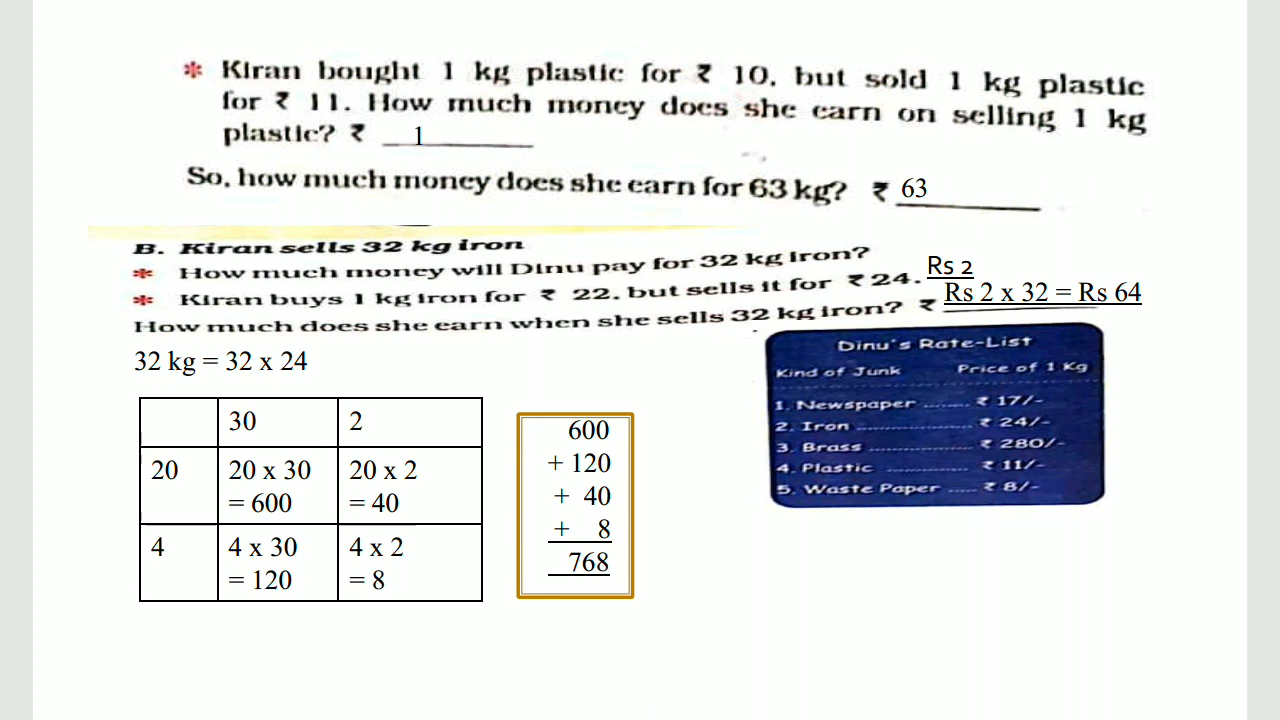 * Kiran bought 1 kg plastic for ₹ 10, but sold 1 kg plastic
for ₹ 11. How much money does she earn on selling 1 kg
plastic? ₹ 1
So, how much money does she earn for 63 kg? ₹ 63
B. Kiran sells 32 kg iron
* How much money will Dinu pay for 32 kg iron?
* Kiran buys 1 kg iron for ₹ 22, but sells it for ₹ 24. Rs 2
How much does she earn when she sells 32 kg iron? ₹ Rs 2 x 32 = Rs 64
32 kg = 32 x 24
30 2
20 20 x 30 20 x 2
= 600 = 40
4 4 x 30 4 x 2
= 120 = 8
600
+ 120
+ 40
+ 8
768
Dinu's Rate-List
Kind of Junk Price of 1 Kg
1. Newspaper ........ ₹ 17/-
2. Iron .................... ₹ 24/-
3. Brass .................. ₹ 280/-
4. Plastic .............. ₹ 11/-
5. Waste Paper ..... ₹ 8/-